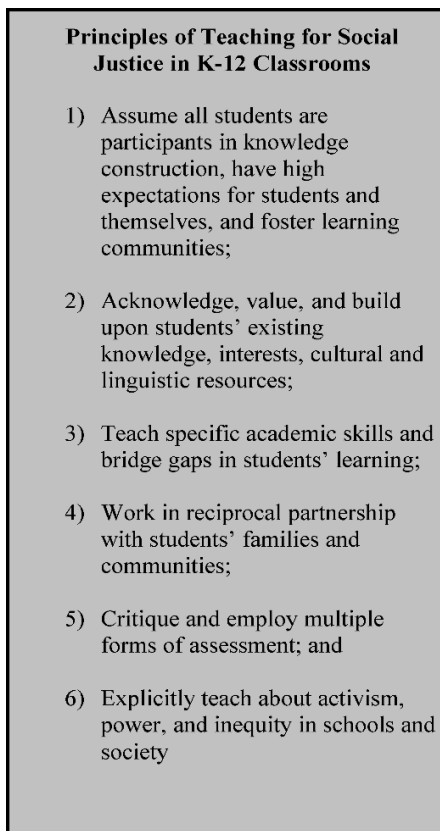 Principles of Teaching for Social
Justice in K-12 Classrooms
1) Assume all students are
participants in knowledge
construction, have high
expectations for students and
themselves, and foster learning
communities;
2) Acknowledge, value, and build
upon students’ existing
knowledge, interests, cultural and
linguistic resources;
3) Teach specific academic skills and
bridge gaps in students’ learning;
4) Work in reciprocal partnership
with students’ families and
communities;
5) Critique and employ multiple
forms of assessment; and
6) Explicitly teach about activism,
power, and inequity in schools and
society